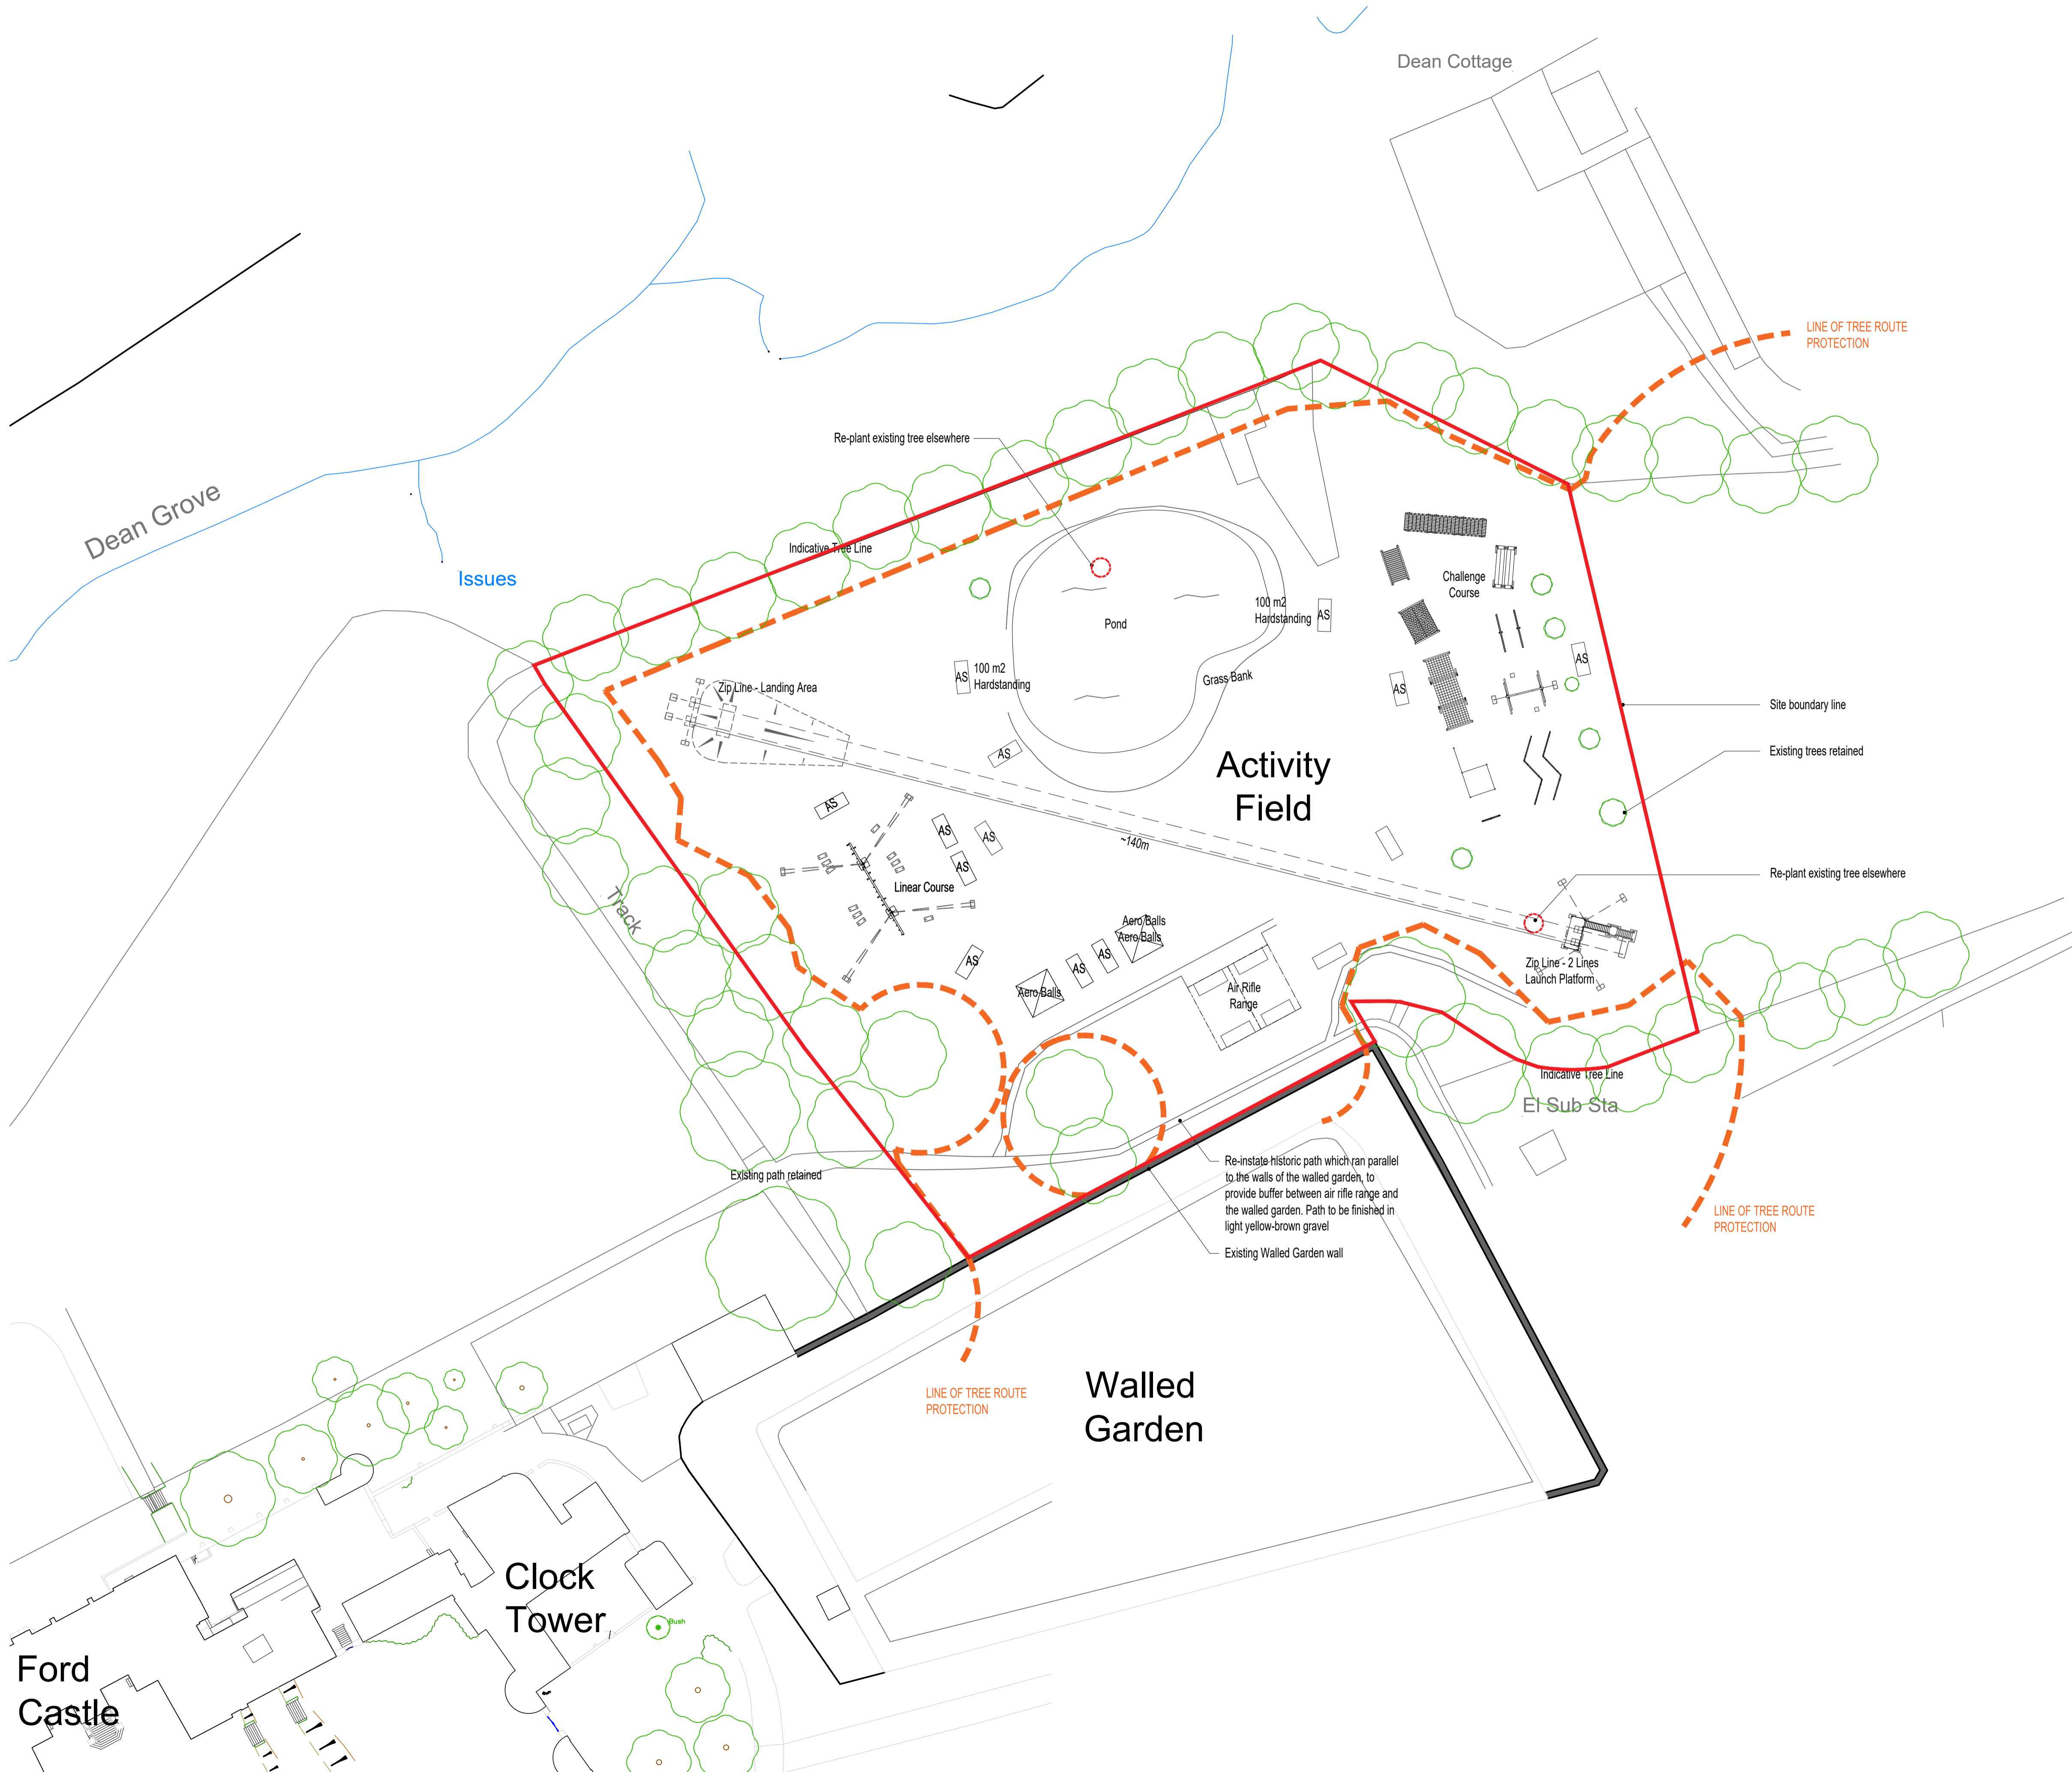 Dean Cottage
LINE OF TREE ROUTE
PROTECTION
Re-plant existing tree elsewhere
Dean Grove
Indicative Tree Line
Issues
Challenge
Course
100 m2
Hardstanding
AS
Pond
AS
100 m2
Hardstanding
AS
Grass Bank
AS
Zip Line - Landing Area
Site boundary line
Existing trees retained
AS
Activity
Field
AS
AS
AS
~140m
AS
Re-plant existing tree elsewhere
Linear Course
Track
Aero Balls
Aero Balls
AS
AS
AS
Zip Line - 2 Lines
Launch Platform
Aero Balls
Air Rifle
Range
Indicative Tree Line
El Sub Sta
Existing path retained
Re-instate historic path which ran parallel
to the walls of the walled garden, to
provide buffer between air rifle range and
the walled garden. Path to be finished in
light yellow-brown gravel
Existing Walled Garden wall
LINE OF TREE ROUTE
PROTECTION
LINE OF TREE ROUTE
PROTECTION
Walled
Garden
Clock
Tower
Bush
Ford
Castle